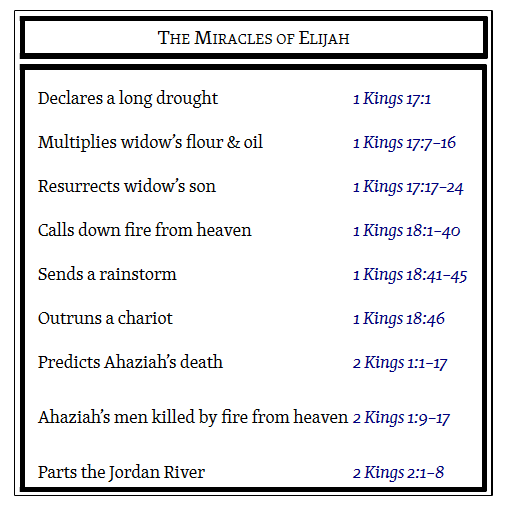 The Miracles of Elijah
Declares a long drought 1 Kings 17:1
Multiplies widow’s flour & oil 1 Kings 17:7–16
Resurrects widow’s son 1 Kings 17:17–24
Calls down fire from heaven 1 Kings 18:1–40
Sends a rainstorm 1 Kings 18:41–45
Outruns a chariot 1 Kings 18:46
Predicts Ahaziah’s death 2 Kings 1:1–17
Ahaziah’s men killed by fire from heaven 2 Kings 1:9–17
Parts the Jordan River 2 Kings 2:1–8